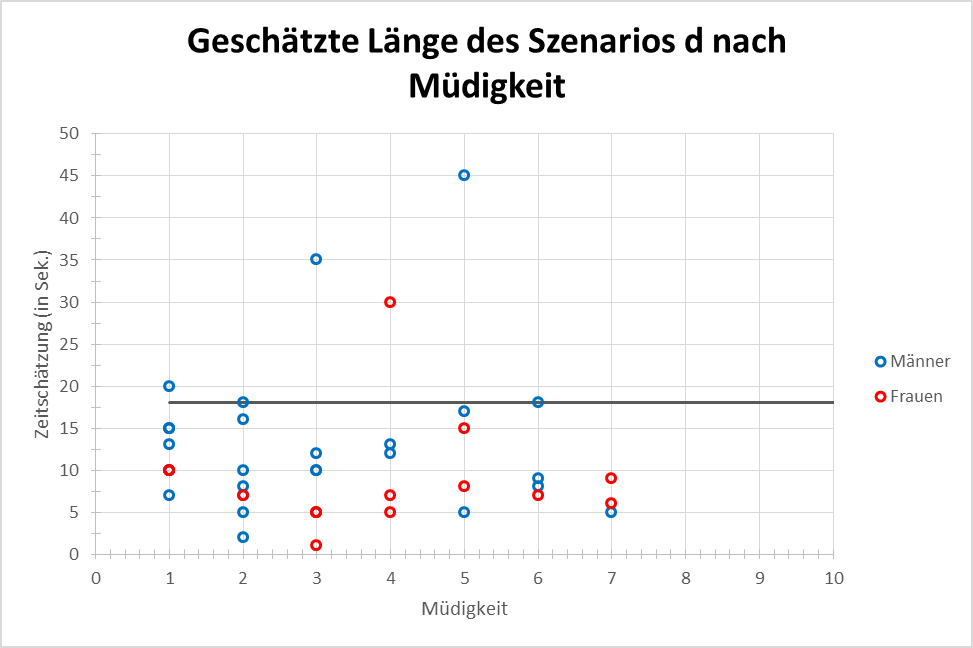 Geschätzte Länge des Szenarios d nach
Müdigkeit
50
45
40
35
30
25
20
15
10
5
0
Zeitschätzung (in Sek.)
0 1 2 3 4 5 6 7 8 9 10
Müdigkeit
Männer
Frauen